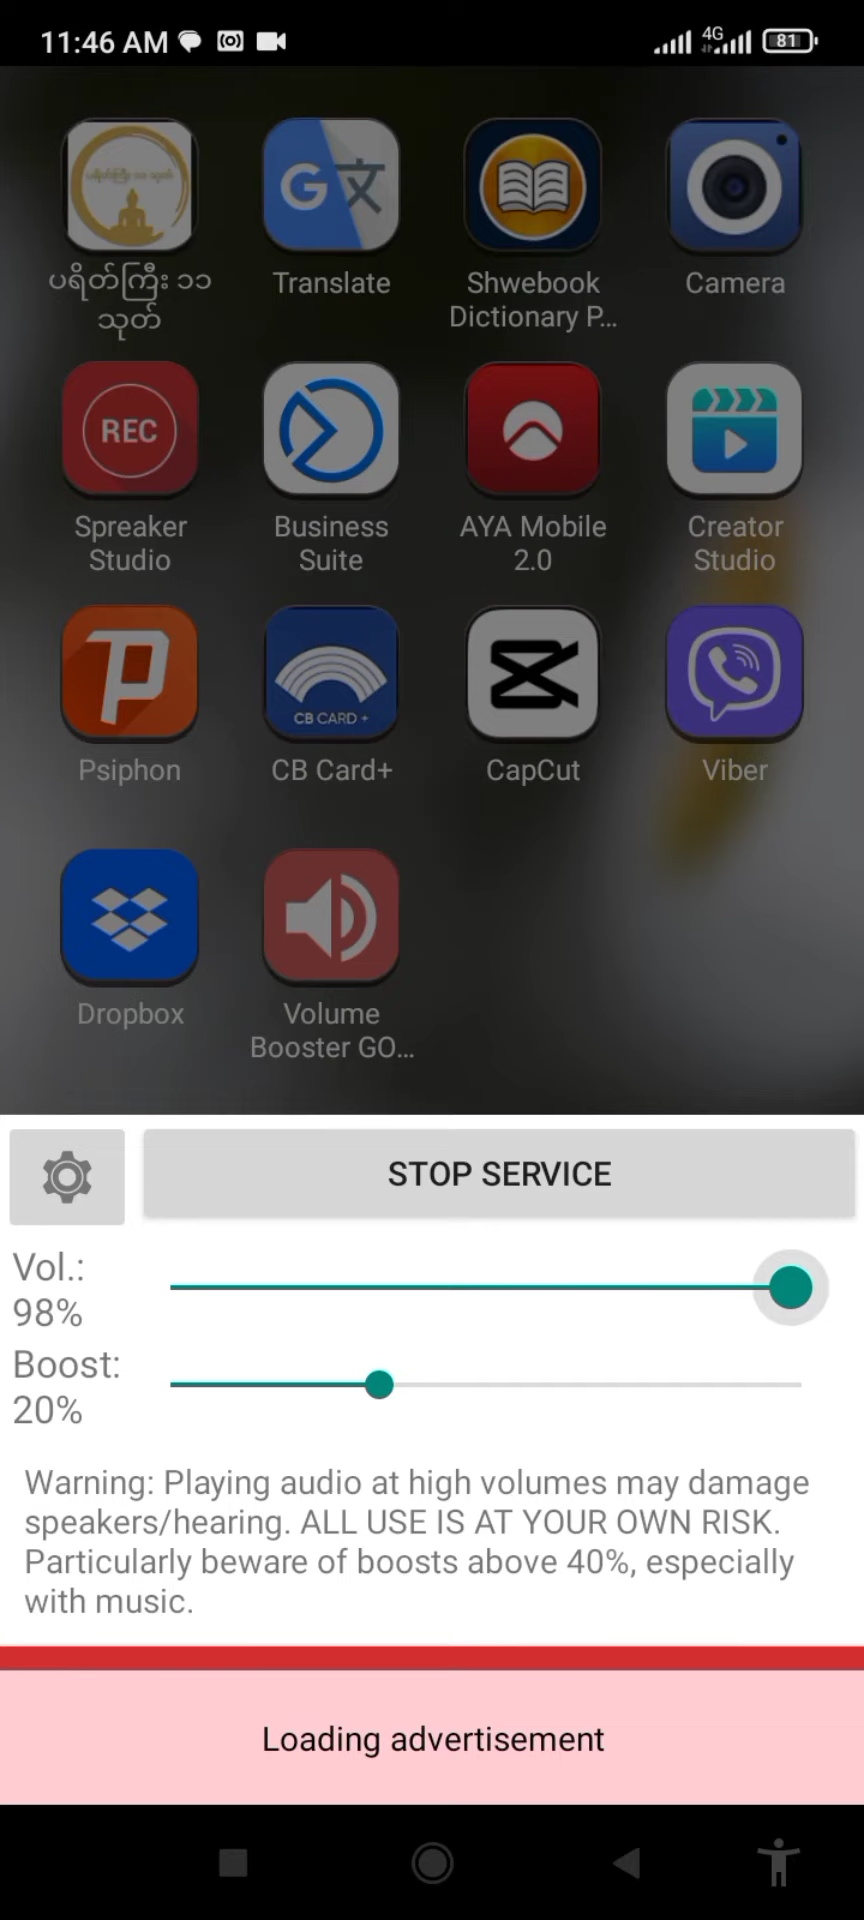 11:46 AM
4G
81
ပရိတ်ကြီး ၁၁
သုတ်
G 文
Translate
Shwebook
Dictionary P...
Camera
REC
Spreaker
Studio
Business
Suite
AYA Mobile
2.0
Creator
Studio
Psiphon
CB CARD +
CB Card+
CapCut
Viber
Dropbox
Volume
Booster GO...
STOP SERVICE
Vol.:
98%
Boost:
20%
Warning: Playing audio at high volumes may damage
speakers/hearing. ALL USE IS AT YOUR OWN RISK.
Particularly beware of boosts above 40%, especially
with music.
Loading advertisement